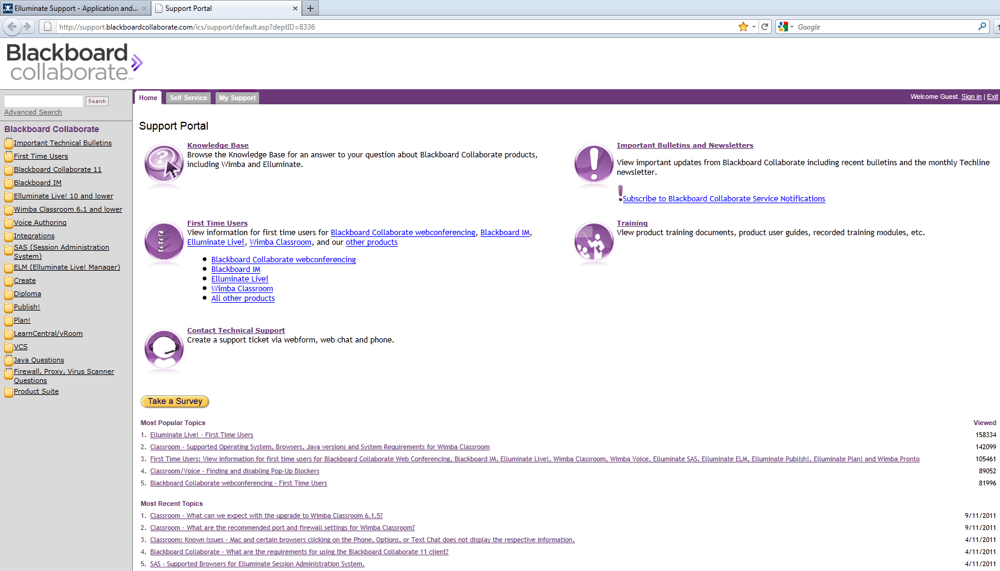 Elluminate Support - Application and...
Support Portal
http://support.blackboardcollaborate.com/ics/support/default.asp?deptID=8336
Google
Blackboard
collaborate™
Search
Advanced Search
Home
Self Service
My Support
Welcome Guest. Sign in | Exit
Blackboard Collaborate
Important Technical Bulletins
First Time Users
Blackboard Collaborate 11
Blackboard IM
Elluminate Live! 10 and lower
Wimba Classroom 6.1 and lower
Voice Authoring
Integrations
SAS (Session Administration
System)
ELM (Elluminate Live! Manager)
Create
Diploma
Publish!
Plan!
LearnCentral/vRoom
VCS
Java Questions
Firewall, Proxy, Virus Scanner
Questions
Product Suite
Support Portal
Knowledge Base
Browse the Knowledge Base for an answer to your question about Blackboard Collaborate products,
including Wimba and Elluminate.
Important Bulletins and Newsletters
View important updates from Blackboard Collaborate including recent bulletins and the monthly Techline
newsletter.
Subscribe to Blackboard Collaborate Service Notifications
First Time Users
View information for first time users for Blackboard Collaborate webconferencing, Blackboard IM,
Elluminate Live!, Wimba Classroom, and our other products
Blackboard Collaborate webconferencing
Blackboard IM
Elluminate Live!
Wimba Classroom
All other products
Training
View product training documents, product user guides, recorded training modules, etc.
Contact Technical Support
Create a support ticket via webform, web chat and phone.
Take a Survey
Most Popular Topics Viewed
1. Elluminate Live! - First Time Users 158334
2. Classroom - Supported Operating System, Browsers, Java versions and System Requirements for Wimba Classroom 142099
3. First Time Users: View information for first time users for Blackboard Collaborate Web Conferencing, Blackboard IM, Elluminate Live!, Wimba Classroom, Wimba Voice, Elluminate SAS, Elluminate ELM, Elluminate Publish!, Elluminate Plan! and Wimba Pronto 105461
4. Classroom/Voice - Finding and disabling Pop-Up Blockers 89052
5. Blackboard Collaborate webconferencing - First Time Users 81996
Most Recent Topics
1. Classroom - What can we expect with the upgrade to Wimba Classroom 6.1.5? 9/11/2011
2. Classroom - What are the recommended port and firewall settings for Wimba Classroom? 9/11/2011
3. Classroom: Known Issues - Mac and certain browsers clicking on the Phone, Options, or Text Chat does not display the respective information. 4/11/2011
4. Blackboard Collaborate - What are the requirements for using the Blackboard Collaborate 11 client? 4/11/2011
5. SAS - Supported Browsers for Elluminate Session Administration System. 4/11/2011